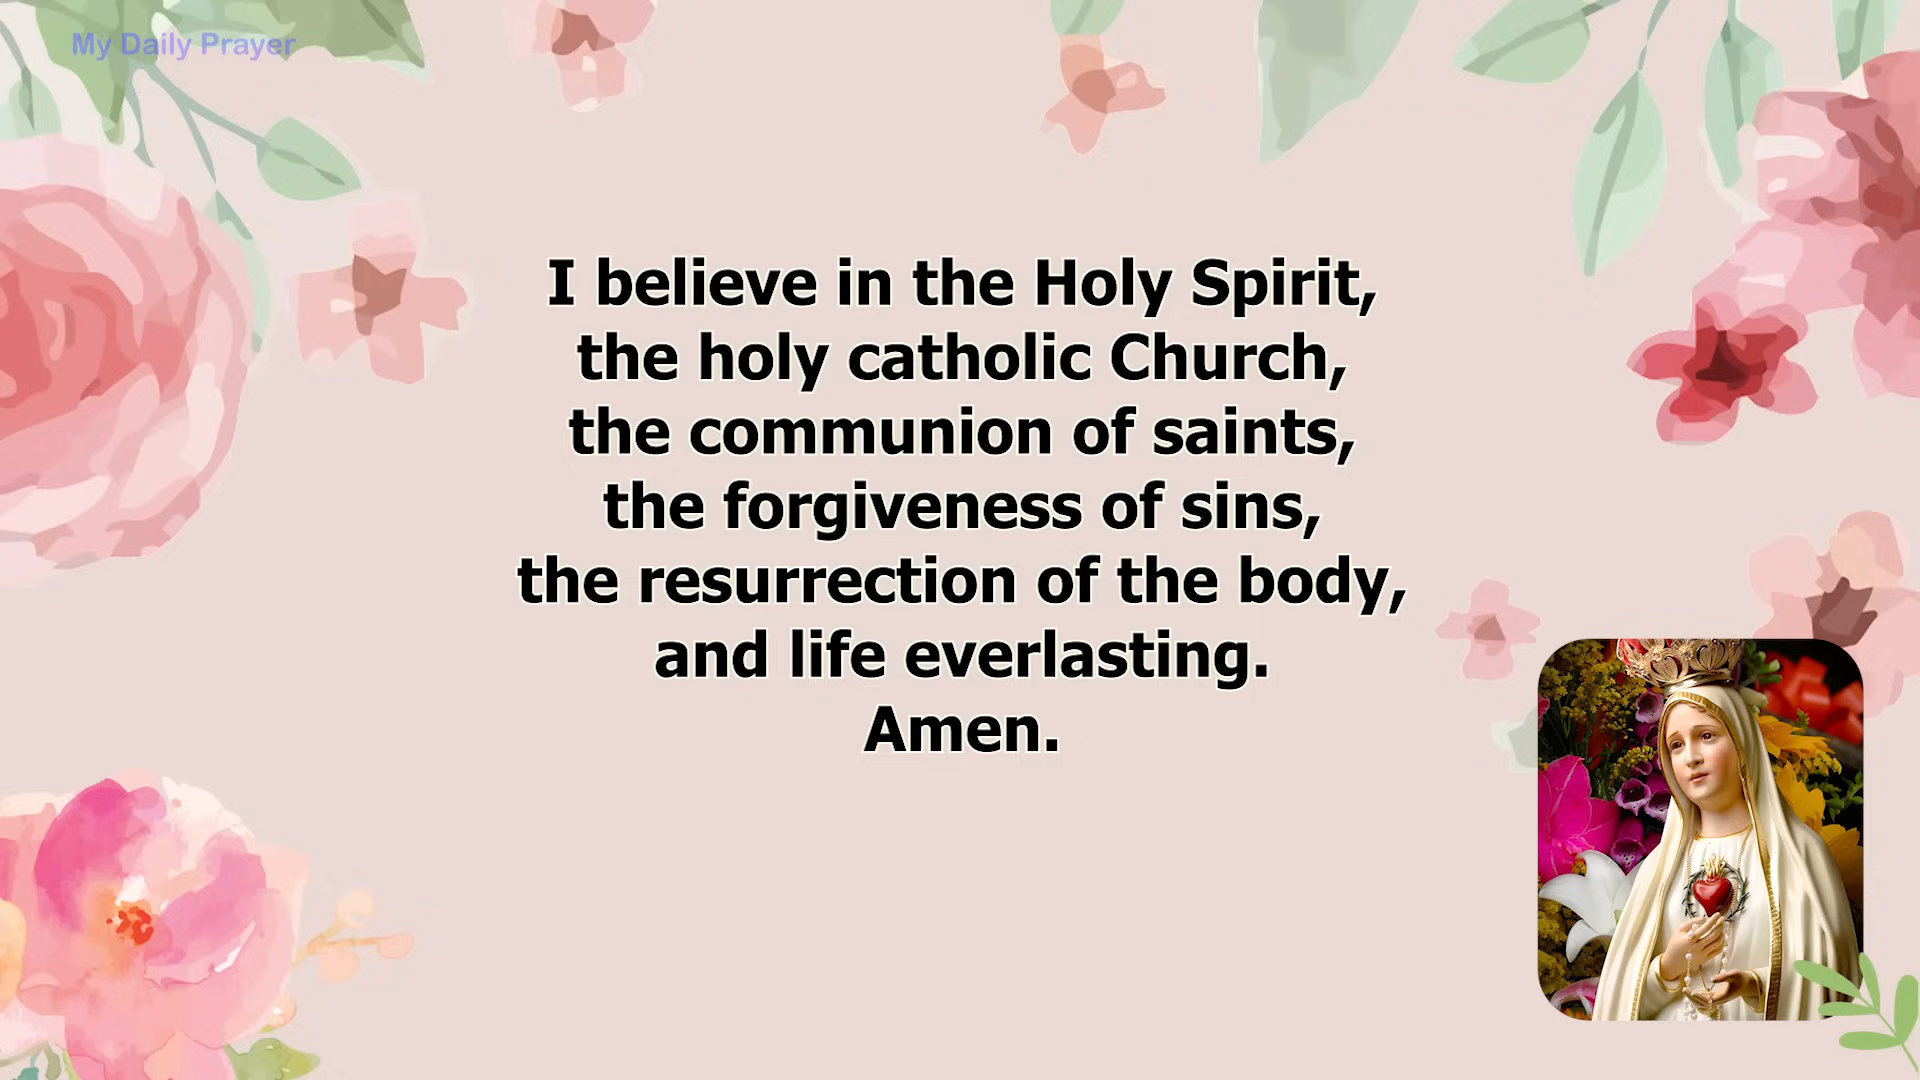 My Daily Prayer
I believe in the Holy Spirit,
the holy catholic Church,
the communion of saints,
the forgiveness of sins,
the resurrection of the body,
and life everlasting.
Amen.